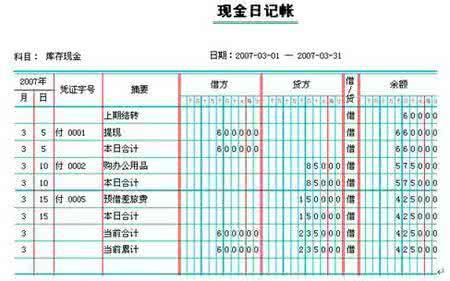 现金日记帐
科目: 库存现金 日期:2007-03-01 — 2007-03-31
2007年 凭证字号 摘要 借方 贷方 借/贷 余额
月 日
上期结转 借 60000
3 5 付 0001 提现 600000 借 660000
3 5 本日合计 600000 借 660000
3 10 付 0002 购办公用品 85000 借 575000
3 10 本日合计 85000 借 575000
3 15 付 0005 预借差旅费 150000 借 425000
3 15 本日合计 150000 借 425000
3 当前合计 600000 235000 借 425000
3 当前累计 600000 235000 借 425000